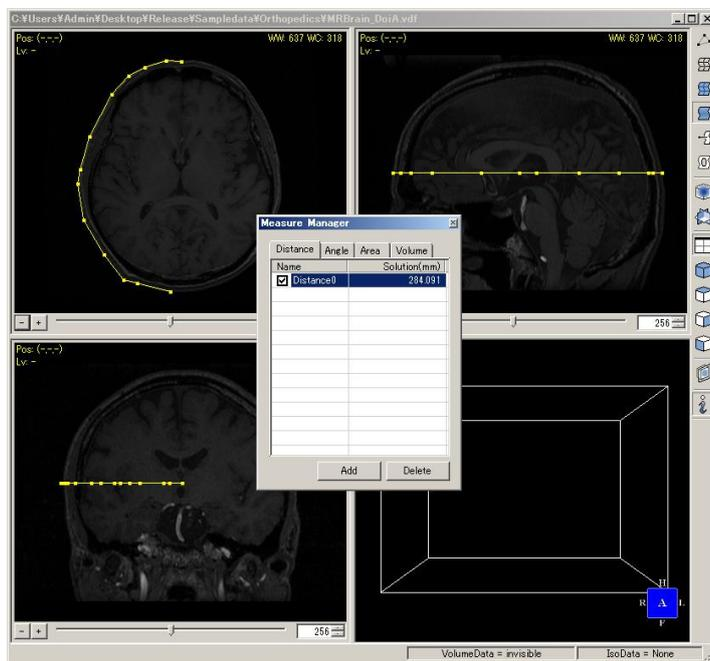 C:¥Users¥Admin¥Desktop¥Release¥Sampledata¥Orthopedics¥MRBrain_DoiA.vdf
Pos: (-,-,-)
WW: 637 WC: 318
Lv: -
Pos: (-,-,-)
WW: 637 WC: 318
Lv: -
Measure Manager
Distance Angle Area Volume
Name Solution(mm)
Distance0 284.091
Add Delete
256
Pos: (-,-,-)
Lv: -
256
H
R A L
F
VolumeData = invisible IsoData = None